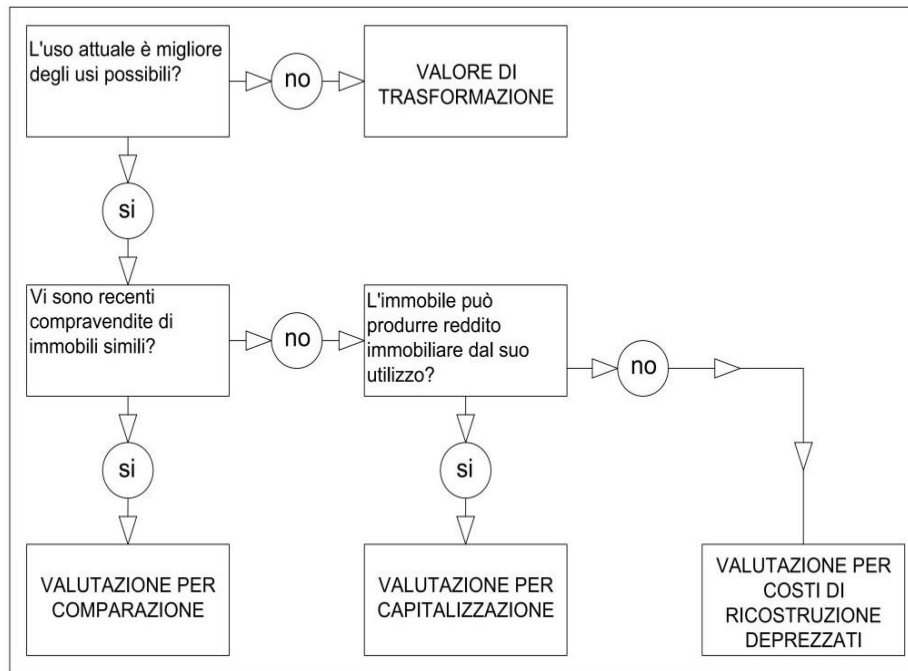 L'uso attuale è migliore
degli usi possibili?
no
VALORE DI
TRASFORMAZIONE
si
Vi sono recenti
compravendite di
immobili simili?
no
L'immobile può
produrre reddito
immobiliare dal suo
utilizzo?
no
si
si
VALUTAZIONE PER
COMPARAZIONE
VALUTAZIONE PER
CAPITALIZZAZIONE
VALUTAZIONE PER
COSTI DI
RICOSTRUZIONE
DEPREZZATI